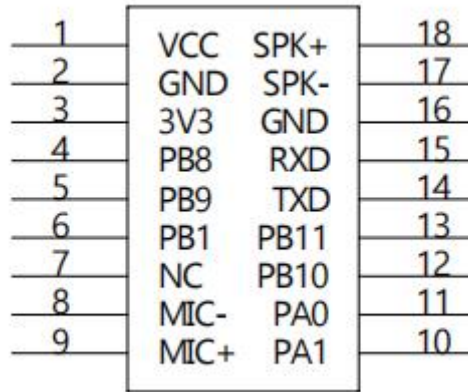 1 VCC SPK+ 18
2 GND SPK- 17
3 3V3 GND 16
4 PB8 RXD 15
5 PB9 TXD 14
6 PB1 PB11 13
7 NC PB10 12
8 MIC- PA0 11
9 MIC+ PA1 10